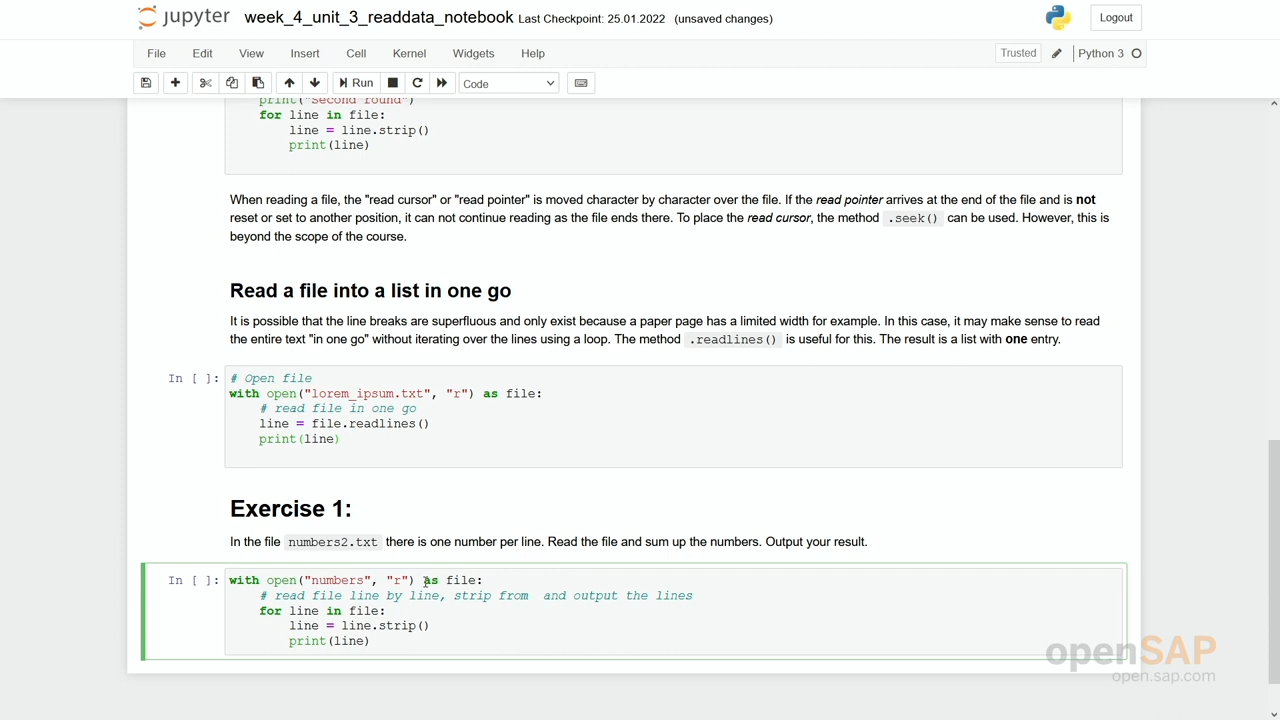 jupyter week_4_unit_3_readdata_notebook Last Checkpoint: 25.01.2022 (unsaved changes) Logout
File Edit View Insert Cell Kernel Widgets Help Trusted Python 3
Run Code
print("Second round")
for line in file:
line = line.strip()
print(line)
When reading a file, the "read cursor" or "read pointer" is moved character by character over the file. If the read pointer arrives at the end of the file and is not
reset or set to another position, it can not continue reading as the file ends there. To place the read cursor, the method .seek() can be used. However, this is
beyond the scope of the course.
Read a file into a list in one go
It is possible that the line breaks are superfluous and only exist because a paper page has a limited width for example. In this case, it may make sense to read
the entire text "in one go" without iterating over the lines using a loop. The method .readlines() is useful for this. The result is a list with one entry.
In [ ]: # Open file
with open("lorem_ipsum.txt", "r") as file:
# read file in one go
line = file.readlines()
print(line)
Exercise 1:
In the file numbers2.txt there is one number per line. Read the file and sum up the numbers. Output your result.
In [ ]: with open("numbers", "r") as file:
# read file line by line, strip from  and output the lines
for line in file:
line = line.strip()
print(line)
openSAP
open.sap.com